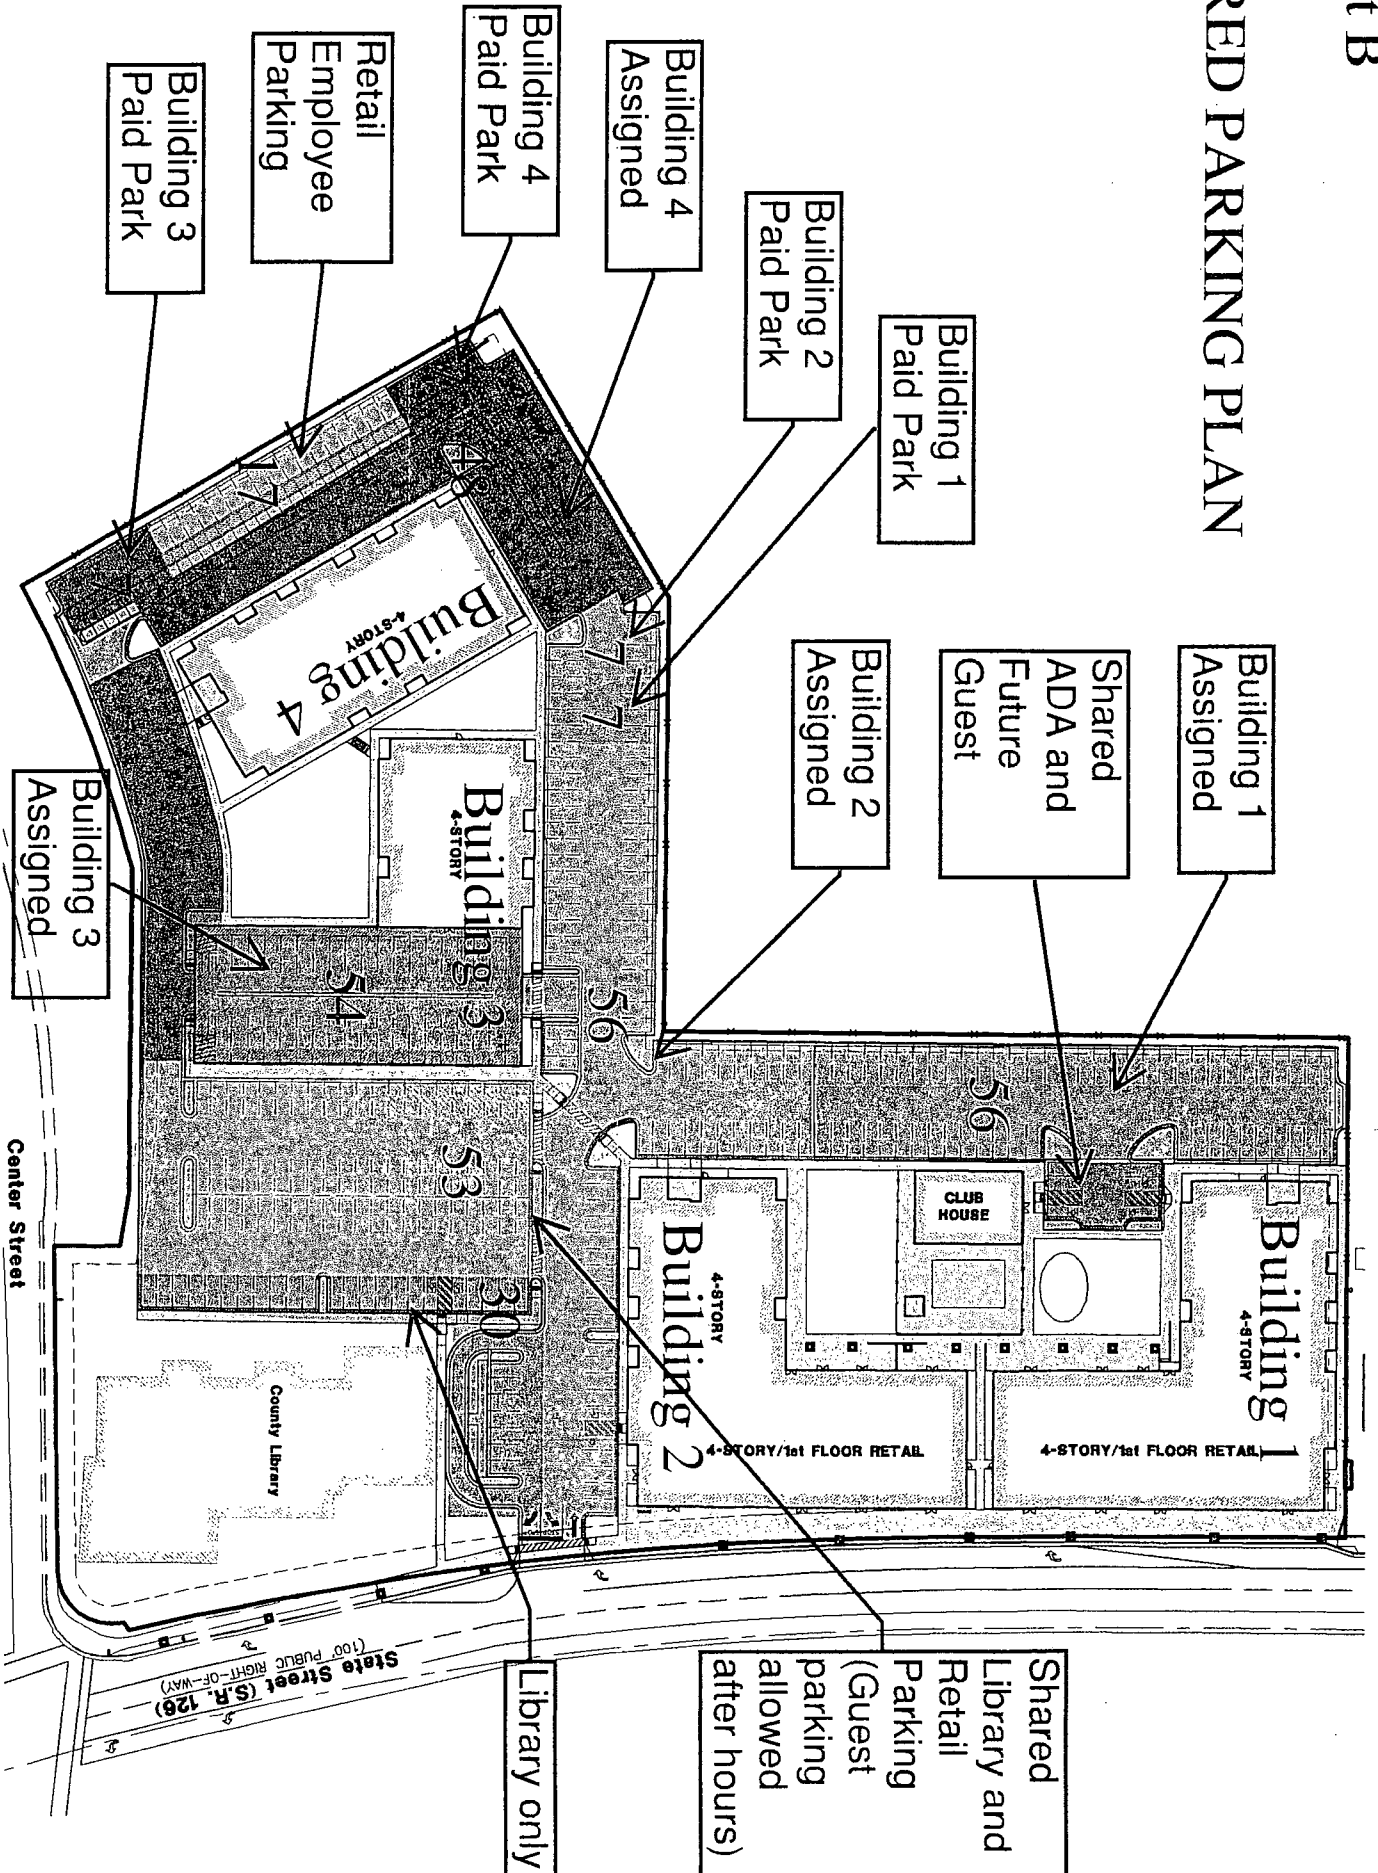 t B
RED PARKING PLAN
Building 1
Assigned
Shared
ADA and
Future
Guest
Building 2
Assigned
Building 1
Paid Park
Building 2
Paid Park
Building 4
Assigned
Building 4
Paid Park
Retail
Employee
Parking
Building 3
Paid Park
Building 3
Assigned
Shared
Library and
Retail
Parking
(Guest
parking
allowed
after hours)
Library only
Building 1
4-STORY
4-STORY/1st FLOOR RETAIL
Building 2
4-STORY
4-STORY/1st FLOOR RETAIL
CLUB
HOUSE
Building 3
4-STORY
Building 4
4-STORY
County Library
56
56
7
7
54
53
30
17
Center Street
State Street (S.R. 126)
(100' PUBLIC RIGHT-OF-WAY)